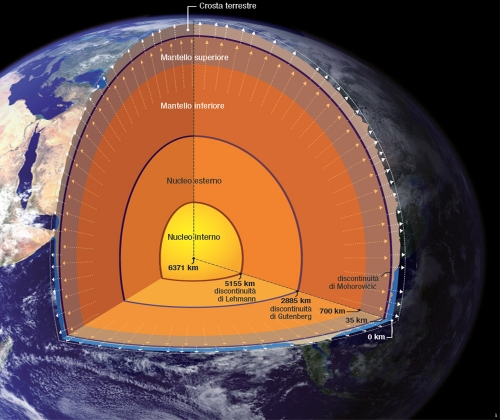 Crosta terrestre
Mantello superiore
Mantello inferiore
Nucleo esterno
Nucleo interno
6371 km
5155 km
discontinuità
di Lehmann
2885 km
discontinuità
di Gutenberg
discontinuità
di Mohorovicic
700 km
35 km
0 km